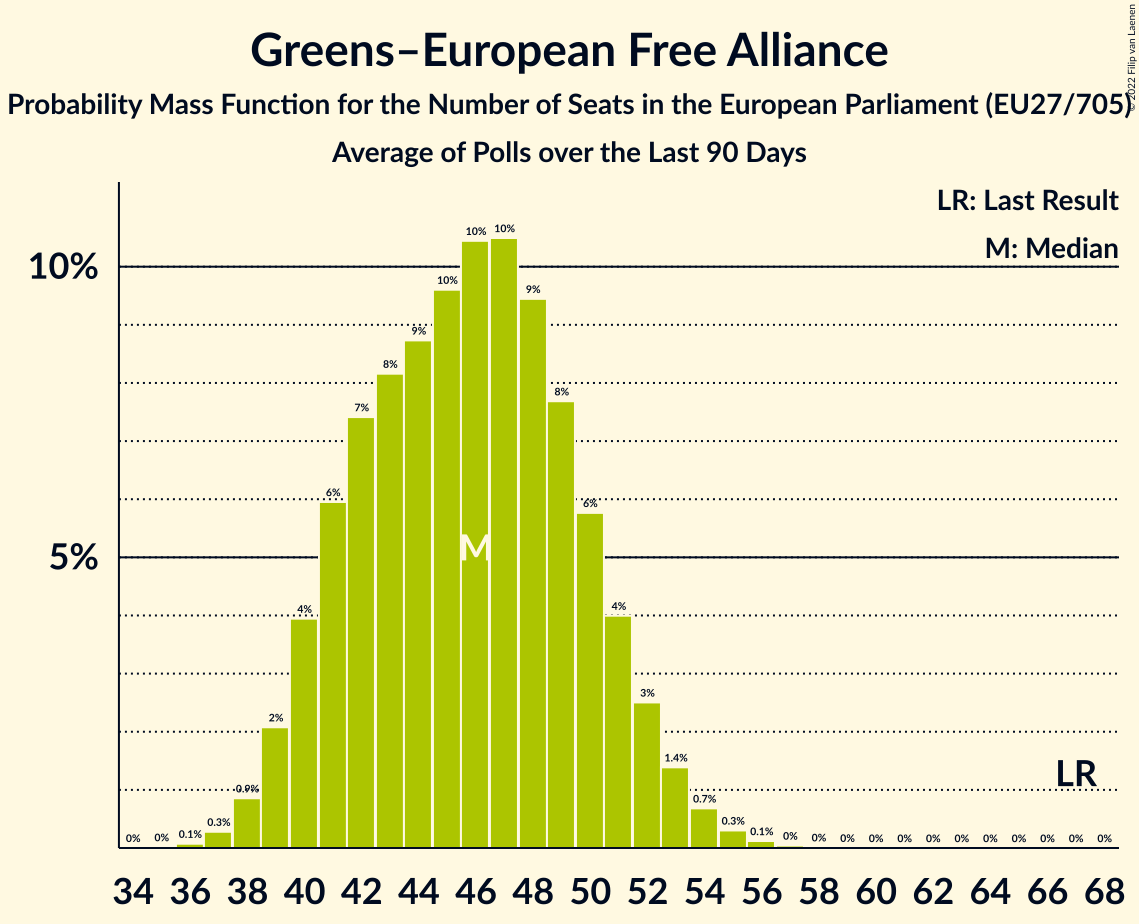 Greens–European Free Alliance
Probability Mass Function for the Number of Seats in the European Parliament (EU27/705)
Average of Polls over the Last 90 Days
© 2022 Filip van Laenen
LR: Last Result
M: Median
10%
5%
0% 0% 0.1% 0.3% 0.9% 2% 4% 6% 7% 8% 9% 10% 10% 10% 9% 8% 6% 4% 3% 1.4% 0.7% 0.3% 0.1% 0% 0% 0% 0% 0% 0% 0% 0% 0% 0% 0% 0%
M
LR
34 36 38 40 42 44 46 48 50 52 54 56 58 60 62 64 66 68